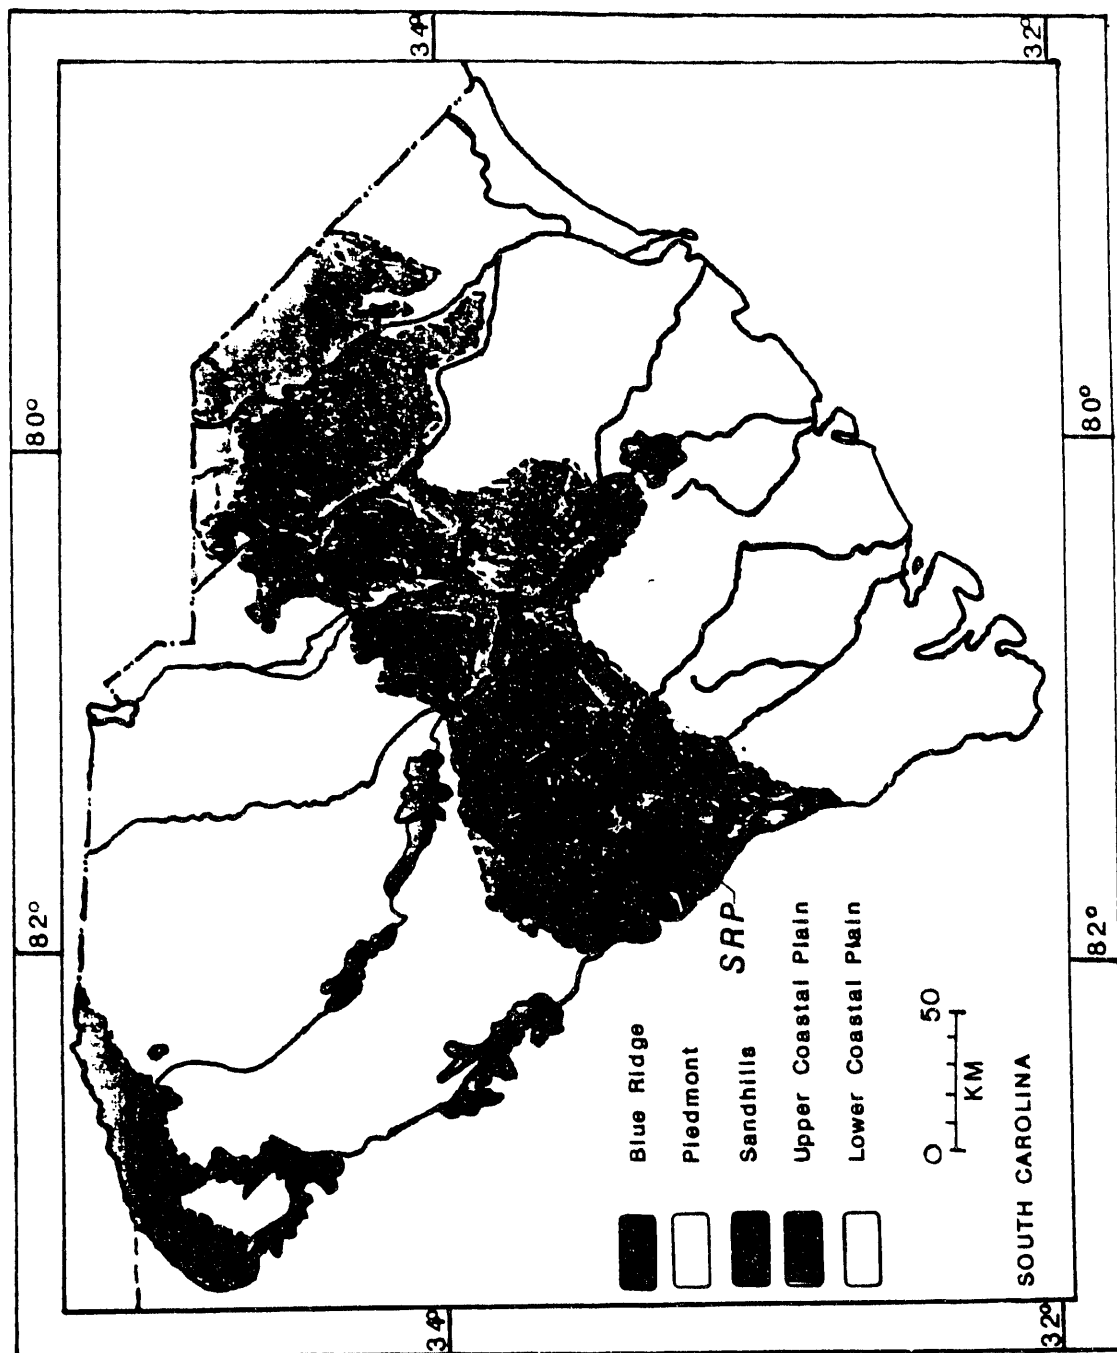 82°
80°
34°
34°
32°
32°
82°
80°
SRP
Blue Ridge
Piedmont
Sandhills
Upper Coastal Plain
Lower Coastal Plain
0 50
KM
SOUTH CAROLINA